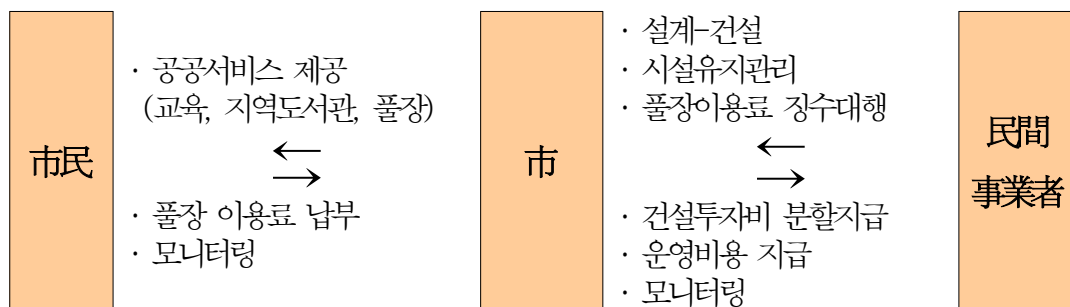 市民
· 공공서비스 제공
(교육, 지역도서관, 풀장)
←
→
· 풀장 이용료 납부
· 모니터링
市
· 설계-건설
· 시설유지관리
· 풀장이용료 징수대행
←
→
· 건설투자비 분할지급
· 운영비용 지급
· 모니터링
民間
事業者